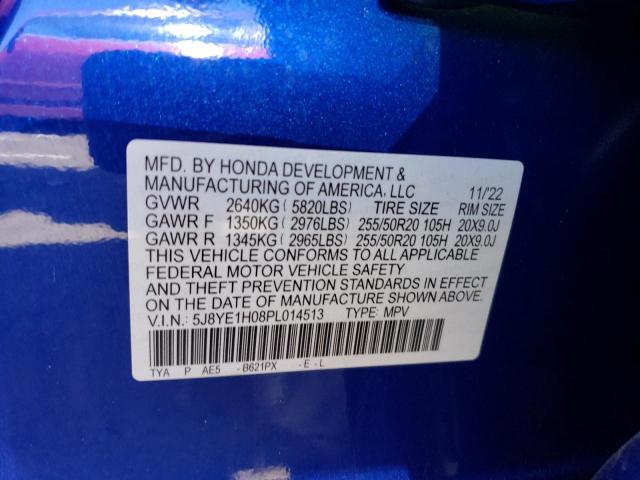 MFD. BY HONDA DEVELOPMENT &
MANUFACTURING OF AMERICA, LLC 11/'22
GVWR 2640KG ( 5820LBS) TIRE SIZE RIM SIZE
GAWR F 1350KG ( 2976LBS) 255/50R20 105H 20X9.0J
GAWR R 1345KG ( 2965LBS) 255/50R20 105H 20X9.0J
THIS VEHICLE CONFORMS TO ALL APPLICABLE
FEDERAL MOTOR VEHICLE SAFETY
AND THEFT PREVENTION STANDARDS IN EFFECT
ON THE DATE OF MANUFACTURE SHOWN ABOVE.
V.I.N.: 5J8YE1H08PL014513 TYPE: MPV
TYA P AE5 -B621PX -E-L